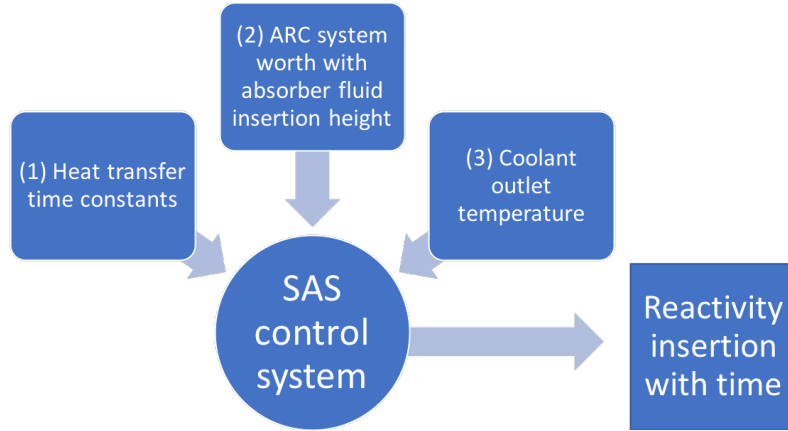 (1) Heat transfer
time constants
(2) ARC system
worth with
absorber fluid
insertion height
(3) Coolant
outlet
temperature
SAS
control
system
Reactivity
insertion
with time